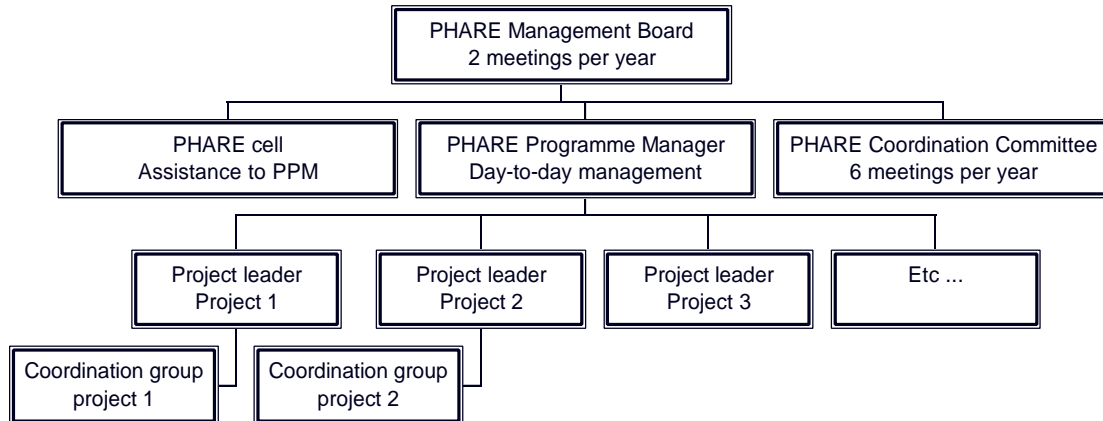 PHARE Management Board
2 meetings per year
PHARE cell
Assistance to PPM
PHARE Programme Manager
Day-to-day management
PHARE Coordination Committee
6 meetings per year
Project leader
Project 1
Project leader
Project 2
Project leader
Project 3
Etc ...
Coordination group
project 1
Coordination group
project 2